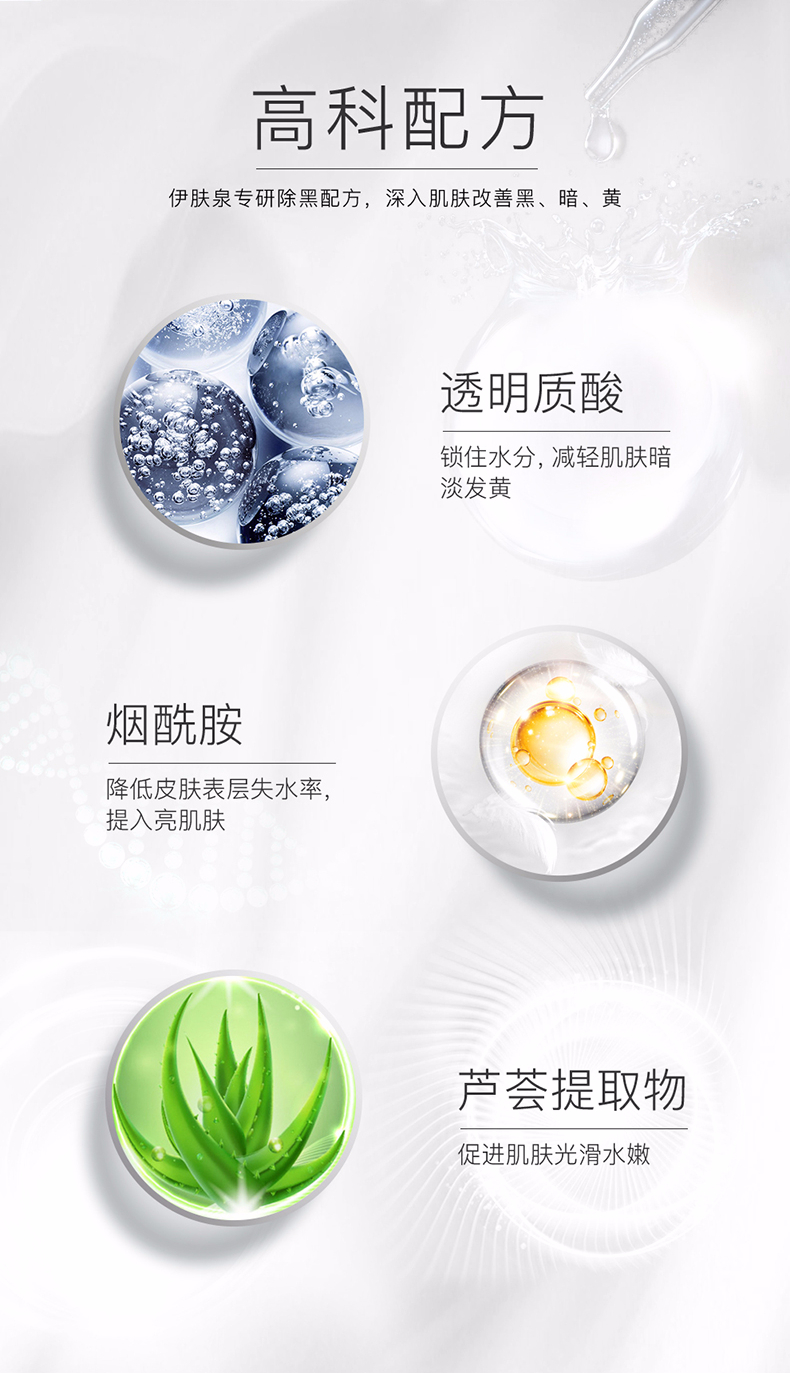 高科配方
伊肤泉专研除黑配方，深入肌肤改善黑、暗、黄
透明质酸
锁住水分, 减轻肌肤暗
淡发黄
烟酰胺
降低皮肤表层失水率,
提入亮肌肤
芦荟提取物
促进肌肤光滑水嫩